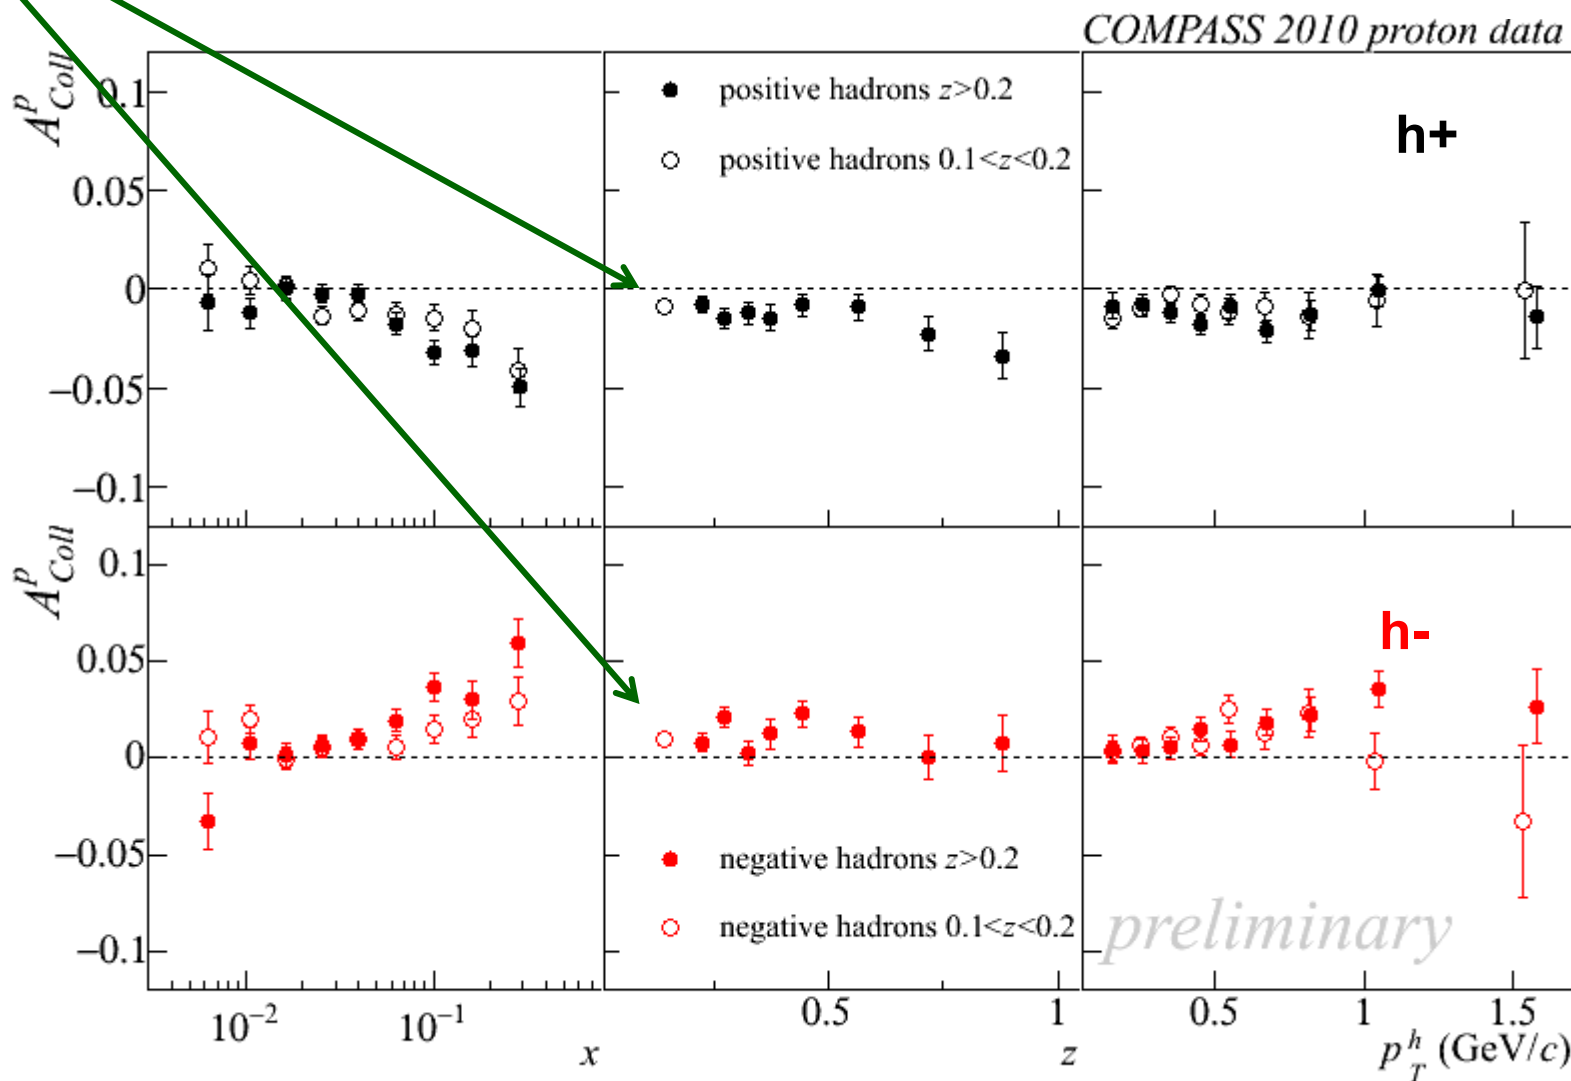 COMPASS 2010 proton data
A^p_Coll
0.1
0.05
0
−0.05
−0.1
positive hadrons z>0.2
positive hadrons 0.1<z<0.2
h+
A^p_Coll
0.1
0.05
0
−0.05
−0.1
h-
negative hadrons z>0.2
negative hadrons 0.1<z<0.2
preliminary
10^−2
10^−1
x
0.5
1
z
0.5
1
1.5
p_T^h (GeV/c)